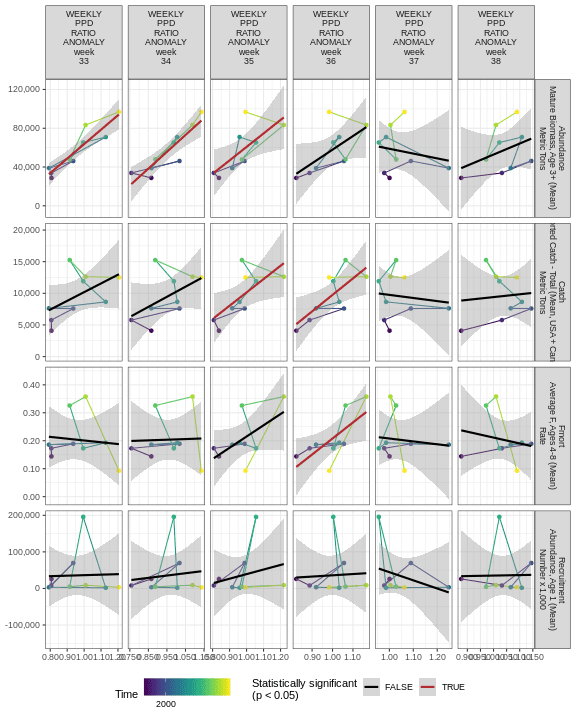 WEEKLY
PPD
RATIO
ANOMALY
week
33
WEEKLY
PPD
RATIO
ANOMALY
week
34
WEEKLY
PPD
RATIO
ANOMALY
week
35
WEEKLY
PPD
RATIO
ANOMALY
week
36
WEEKLY
PPD
RATIO
ANOMALY
week
37
WEEKLY
PPD
RATIO
ANOMALY
week
38
120,000
80,000
40,000
0
Abundance
Mature Biomass, Age 3+ (Mean)
Metric Tons
20,000
15,000
10,000
5,000
0
Catch
rted Catch - Total (Mean, USA + Can
Metric Tons
0.40
0.30
0.20
0.10
0.00
Fmort
Average F, Ages 4-8 (Mean)
Rate
200,000
100,000
0
-100,000
Recruitment
Abundance, Age 1 (Mean)
Number x 1,000
0.90 1.00 1.10
1.00 1.10 1.20
Time
2000
Statistically significant
(p < 0.05)
FALSE
TRUE